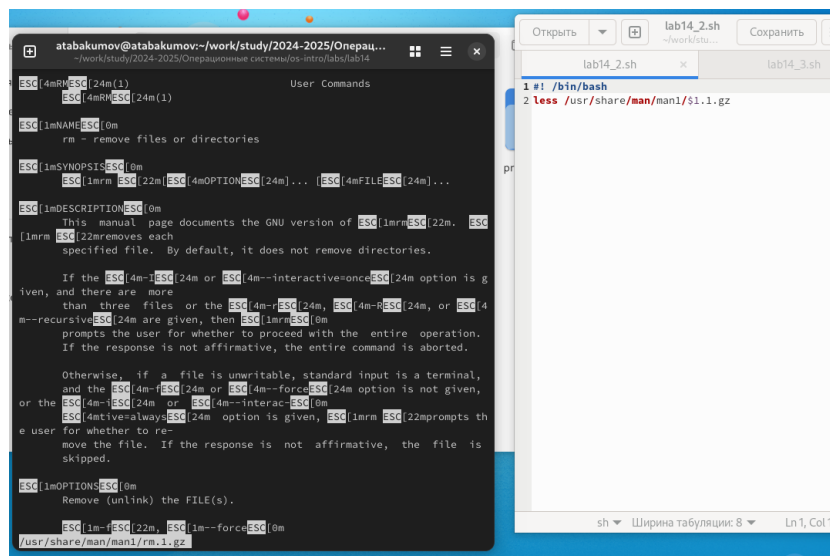 atabakumov@atabakumov:~/work/study/2024-2025/Операц...
~/work/study/2024-2025/Операционные системы/os-intro/labs/lab14
ESC[4mRMESC[24m(1) User Commands
ESC[4mRMESC[24m(1)
ESC[1mNAMEESC[0m
rm - remove files or directories
ESC[1mSYNOPSISESC[0m
ESC[1mrm ESC[22m[ESC[4mOPTIONESC[24m]... [ESC[4mFILEESC[24m]...
ESC[1mDESCRIPTIONESC[0m
This manual page documents the GNU version of ESC[1mrmESC[22m. ESC
[1mrm ESC[22mremoves each
specified file. By default, it does not remove directories.
If the ESC[4m-IESC[24m or ESC[4m--interactive=onceESC[24m option is g
iven, and there are more
than three files or the ESC[4m-rESC[24m, ESC[4m-RESC[24m, or ESC[4
m--recursiveESC[24m are given, then ESC[1mrmESC[0m
prompts the user for whether to proceed with the entire operation.
If the response is not affirmative, the entire command is aborted.
Otherwise, if a file is unwritable, standard input is a terminal,
and the ESC[4m-fESC[24m or ESC[4m--forceESC[24m option is not given,
or the ESC[4m-iESC[24m or ESC[4m--interac-ESC[0m
ESC[4mtive=alwaysESC[24m option is given, ESC[1mrm ESC[22mprompts th
e user for whether to re-
move the file. If the response is not affirmative, the file is
skipped.
ESC[1mOPTIONSESC[0m
Remove (unlink) the FILE(s).
ESC[1m-fESC[22m, ESC[1m--forceESC[0m
/usr/share/man/man1/rm.1.gz
pr
Открыть
lab14_2.sh
~/work/stu...
Сохранить
lab14_2.sh
lab14_3.sh
1 #! /bin/bash
2 less /usr/share/man/man1/$1.1.gz
sh Ширина табуляции: 8 Ln 1, Col 1